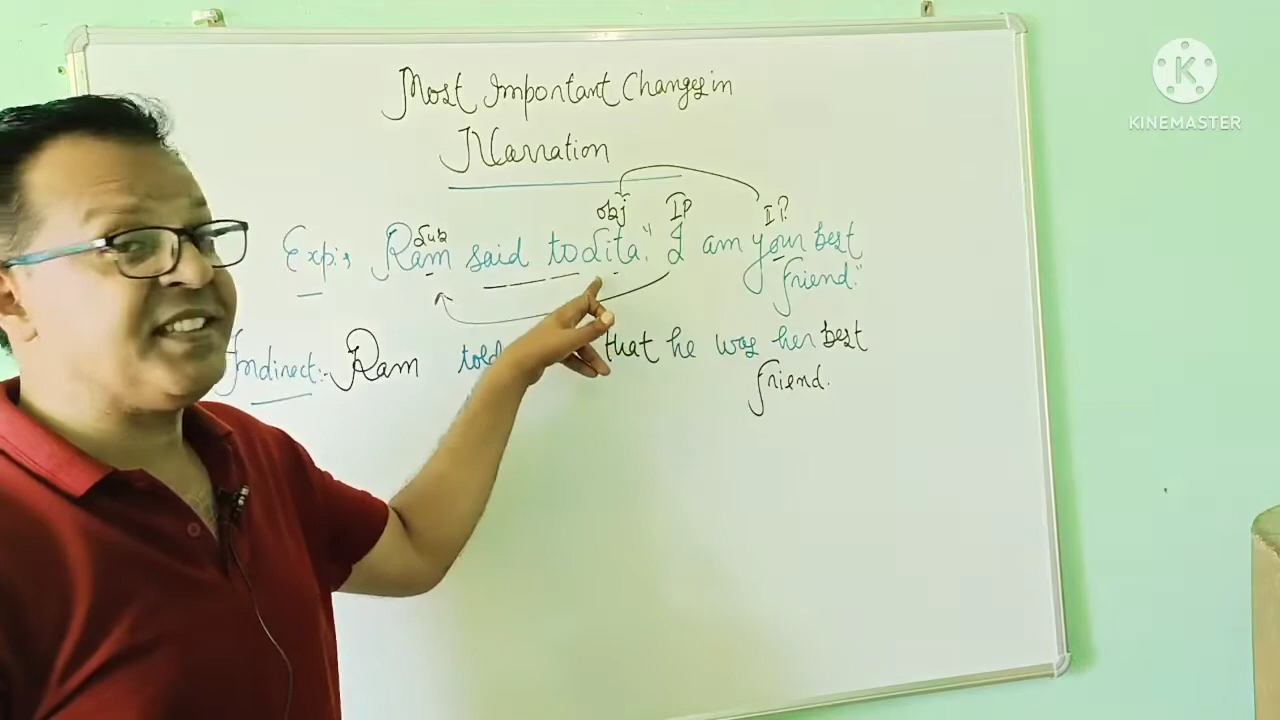 Most Important Changes in
Narration
Sub obj IP IP
Exp:- Ram said to Sita. "I am your best
friend."
Indirect:- Ram told that he was her best
friend.
K
KINEMASTER